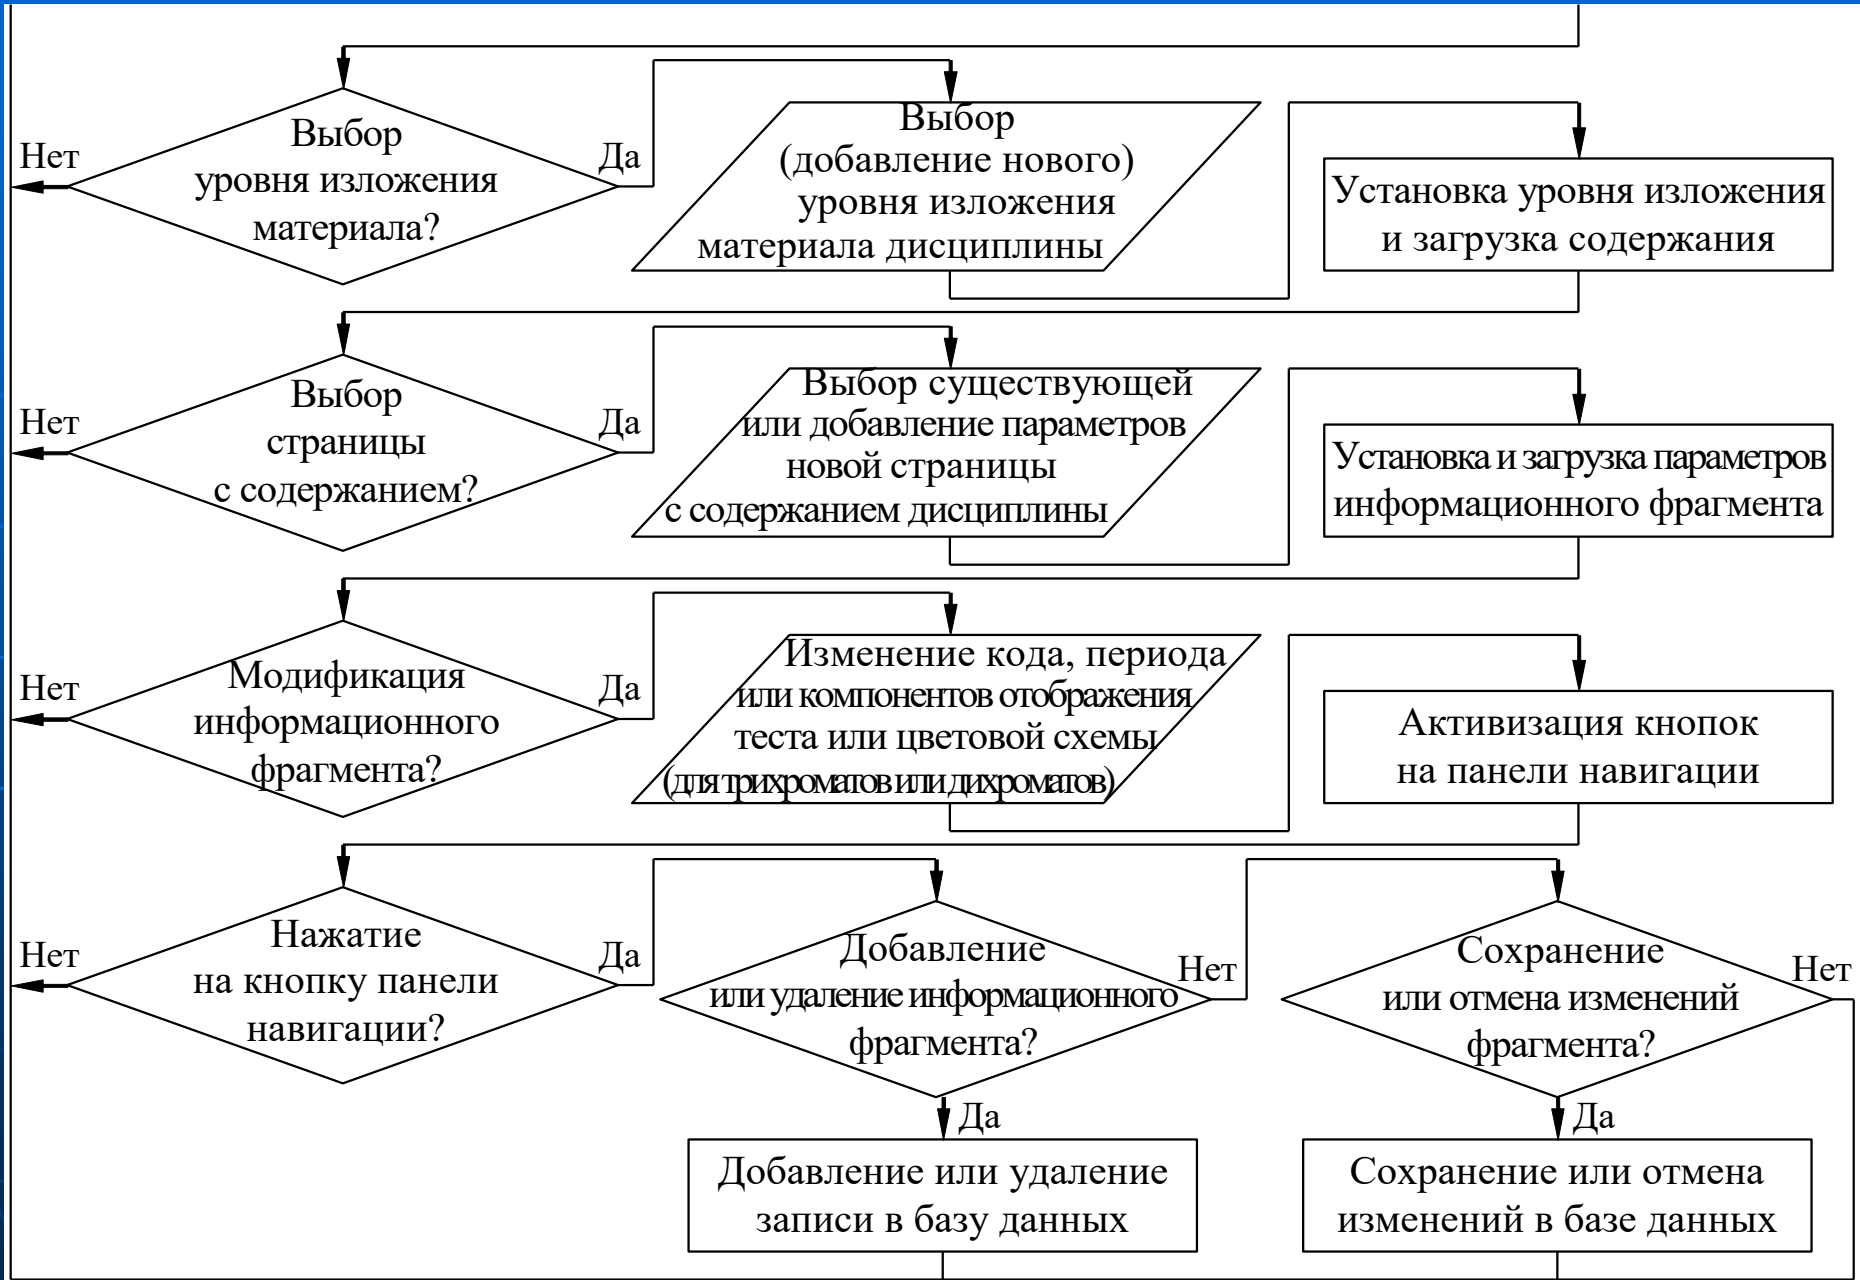 Выбор
уровня изложения
материала?
Нет
Да
Выбор
(добавление нового)
уровня изложения
материала дисциплины
Установка уровня изложения
и загрузка содержания
Выбор
страницы
с содержанием?
Нет
Да
Выбор существующей
или добавление параметров
новой страницы
с содержанием дисциплины
Установка и загрузка параметров
информационного фрагмента
Модификация
информационного
фрагмента?
Нет
Да
Изменение кода, периода
или компонентов отображения
теста или цветовой схемы
(для трихроматов или дихроматов)
Активизация кнопок
на панели навигации
Нажатие
на кнопку панели
навигации?
Нет
Да
Добавление
или удаление информационного
фрагмента?
Нет
Да
Сохранение
или отмена изменений
фрагмента?
Нет
Да
Добавление или удаление
записи в базу данных
Сохранение или отмена
изменений в базе данных